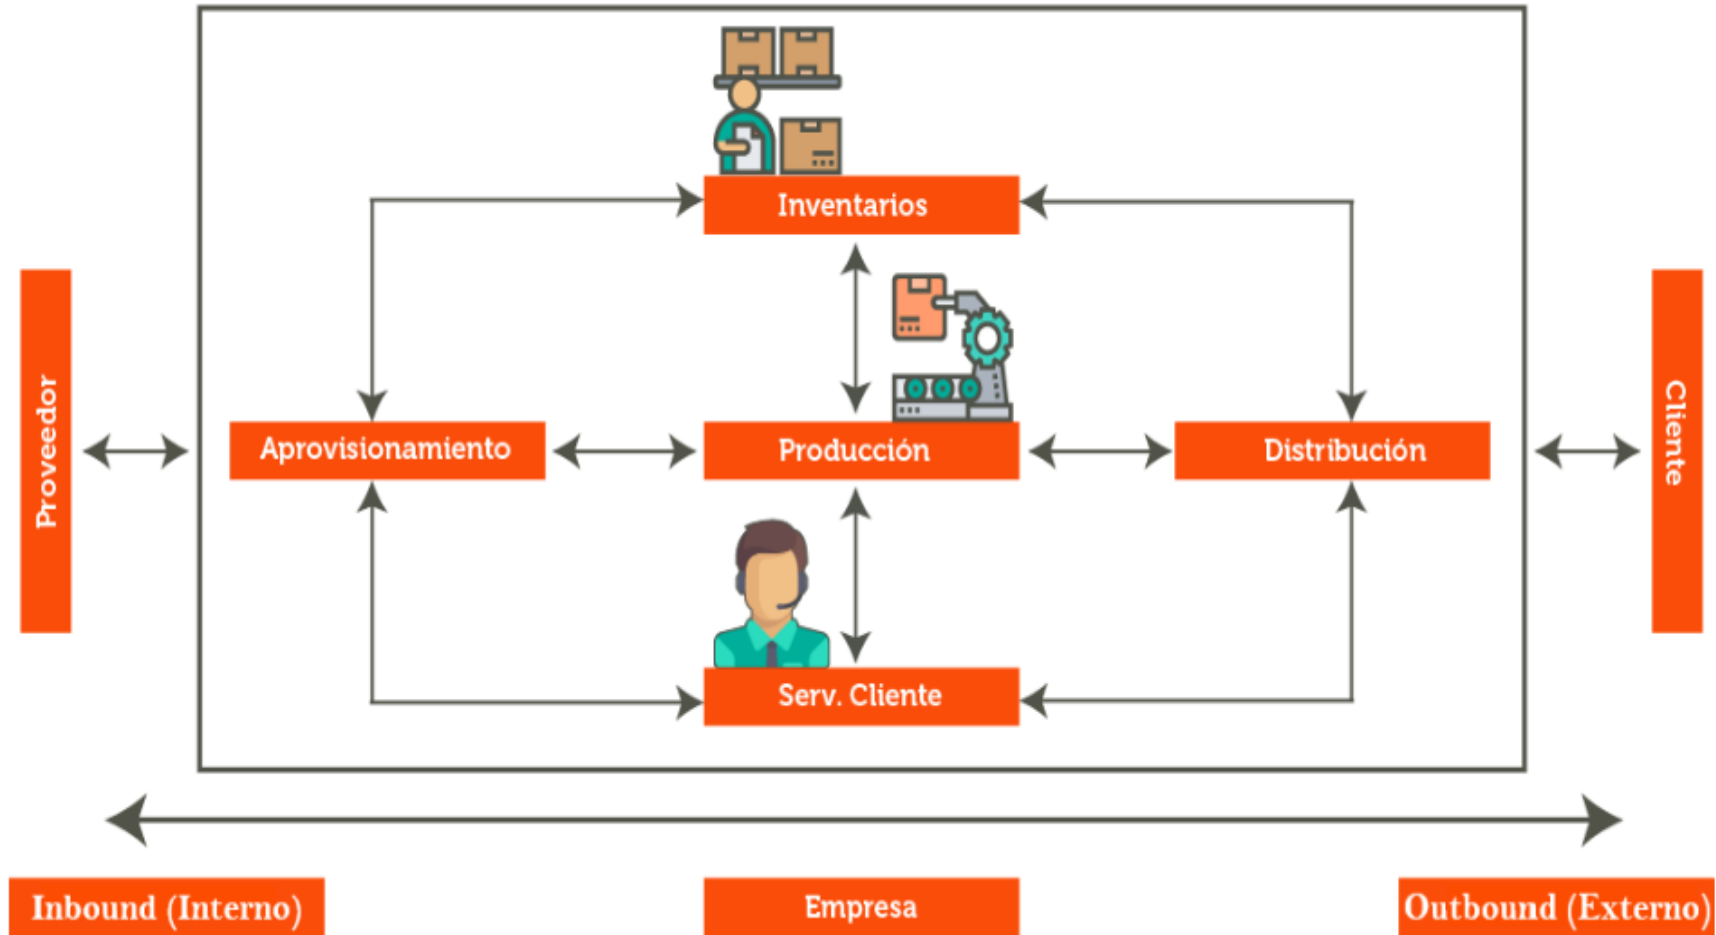 Inventarios
Proveedor
Aprovisionamiento
Producción
Distribución
Cliente
Serv. Cliente
Inbound (Interno)
Empresa
Outbound (Externo)